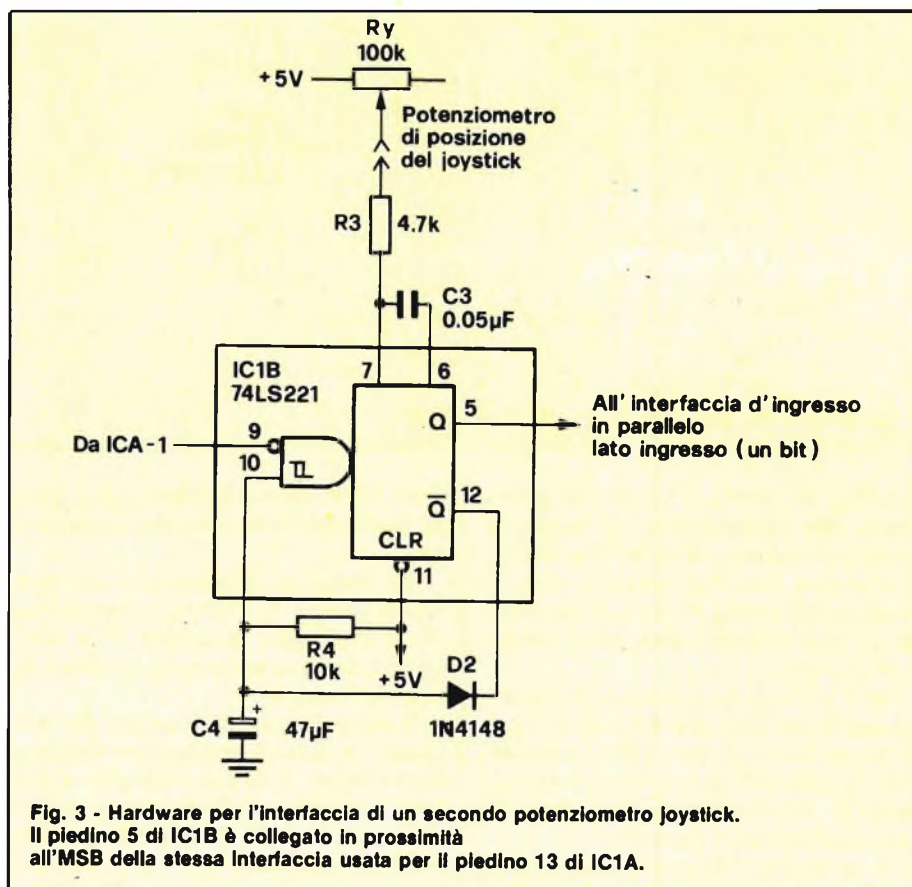 Ry
100k
+5V
Potenziometro
di posizione
del joystick
R3
4.7k
C3
0.05µF
IC1B
74LS221
7
6
Da ICA-1
9
10
Q
5
All' interfaccia d'ingresso
in parallelo
lato ingresso (un bit)
Q
12
CLR
11
R4
10k
+5V
D2
1N4148
C4
+
47µF
Fig. 3 - Hardware per l'interfaccia di un secondo potenziometro joystick.
Il piedino 5 di IC1B è collegato in prossimità
all'MSB della stessa interfaccia usata per il piedino 13 di IC1A.